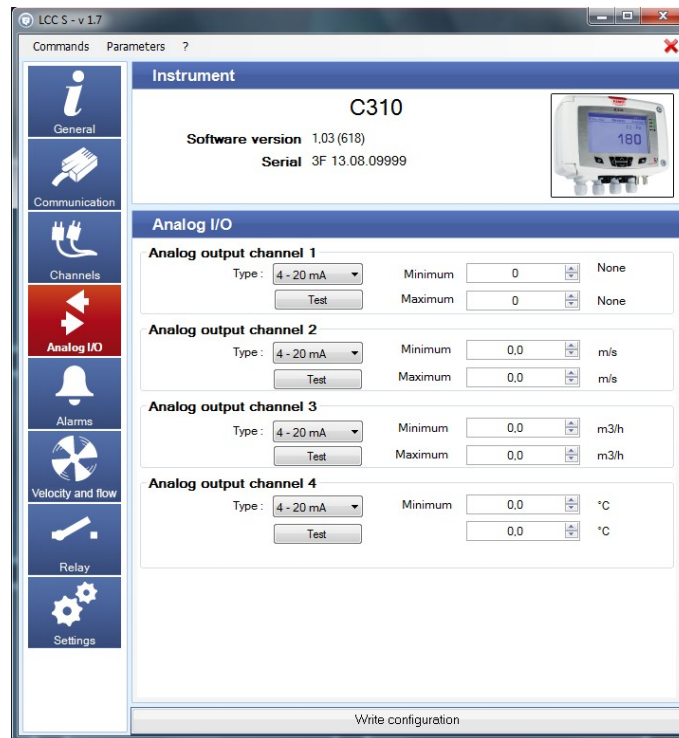 LCC S - v 1.7
Commands Parameters ?
General
Communication
Channels
Analog I/O
Alarms
Velocity and flow
Relay
Settings
Instrument
C310
Software version 1,03 (618)
Serial 3F 13.08.09999
180
Analog I/O
Analog output channel 1
Type : 4 - 20 mA Minimum 0 None
Test Maximum 0 None
Analog output channel 2
Type : 4 - 20 mA Minimum 0,0 m/s
Test Maximum 0,0 m/s
Analog output channel 3
Type : 4 - 20 mA Minimum 0,0 m3/h
Test Maximum 0,0 m3/h
Analog output channel 4
Type : 4 - 20 mA Minimum 0,0 °C
Test 0,0 °C
Write configuration